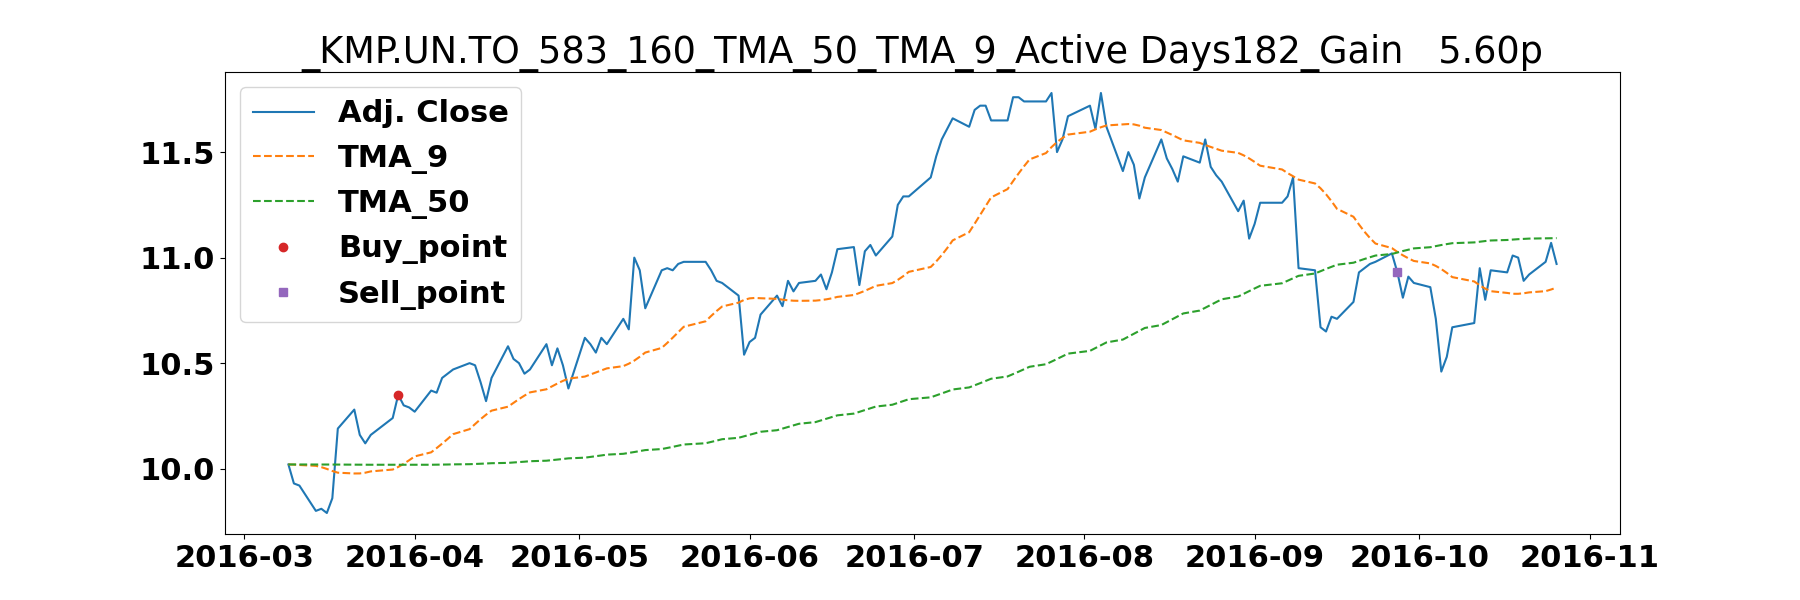 _KMP.UN.TO_583_160_TMA_50_TMA_9_Active Days182_Gain   5.60p
Adj. Close
TMA_9
TMA_50
Buy_point
Sell_point
11.5
11.0
10.5
10.0
2016-03 2016-04 2016-05 2016-06 2016-07 2016-08 2016-09 2016-10 2016-11